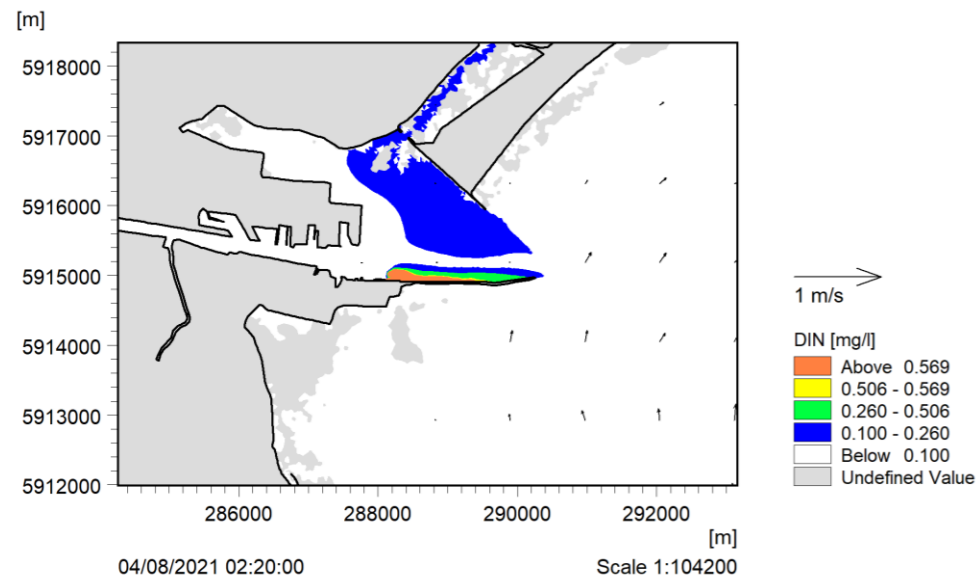 [m]
5918000
5917000
5916000
5915000
5914000
5913000
5912000
286000 288000 290000 292000
[m]
04/08/2021 02:20:00 Scale 1:104200
1 m/s
DIN [mg/l]
Above 0.569
0.506 - 0.569
0.260 - 0.506
0.100 - 0.260
Below 0.100
Undefined Value